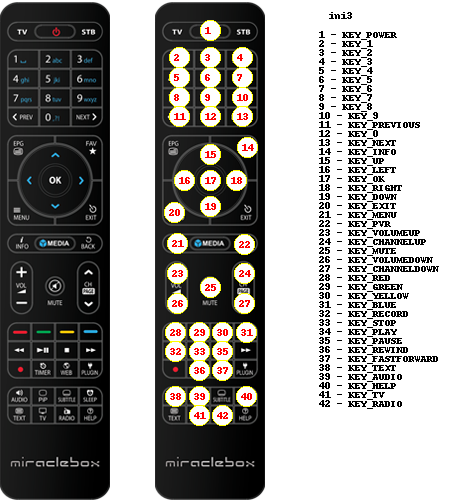 TV STB
1 2 abc 3 def
4 ghi 5 jkl 6 mno
7 pqrs 8 tuv 9 wxyz
< PREV 0 NEXT >
EPG FAV
OK
MENU EXIT
INFO MEDIA BACK
+
VOL CH
PAGE
MUTE
TIMER WEB PLUGIN
AUDIO PIP SUBTITLE SLEEP
TEXT TV RADIO HELP
miraclebox
TV 1 STB
2 3 4
5 6 7
8 9 10
11 12 13
EPG 14
15
16 17 18
19
20 EXIT
21 MEDIA 22
23 24
VOL 25
26 MUTE 27
28 29 30 31
32 33 35
36 37 PLUGIN
38 39 SUBTITLE 40
TEXT 41 42 HELP
miraclebox
ini3
1 - KEY_POWER
2 - KEY_1
3 - KEY_2
4 - KEY_3
5 - KEY_4
6 - KEY_5
7 - KEY_6
8 - KEY_7
9 - KEY_8
10 - KEY_9
11 - KEY_PREVIOUS
12 - KEY_0
13 - KEY_NEXT
14 - KEY_INFO
15 - KEY_UP
16 - KEY_LEFT
17 - KEY_OK
18 - KEY_RIGHT
19 - KEY_DOWN
20 - KEY_EXIT
21 - KEY_MENU
22 - KEY_PVR
23 - KEY_VOLUMEUP
24 - KEY_CHANNELUP
25 - KEY_MUTE
26 - KEY_VOLUMEDOWN
27 - KEY_CHANNELDOWN
28 - KEY_RED
29 - KEY_GREEN
30 - KEY_YELLOW
31 - KEY_BLUE
32 - KEY_RECORD
33 - KEY_STOP
34 - KEY_PLAY
35 - KEY_PAUSE
36 - KEY_REWIND
37 - KEY_FASTFORWARD
38 - KEY_TEXT
39 - KEY_AUDIO
40 - KEY_HELP
41 - KEY_TV
42 - KEY_RADIO